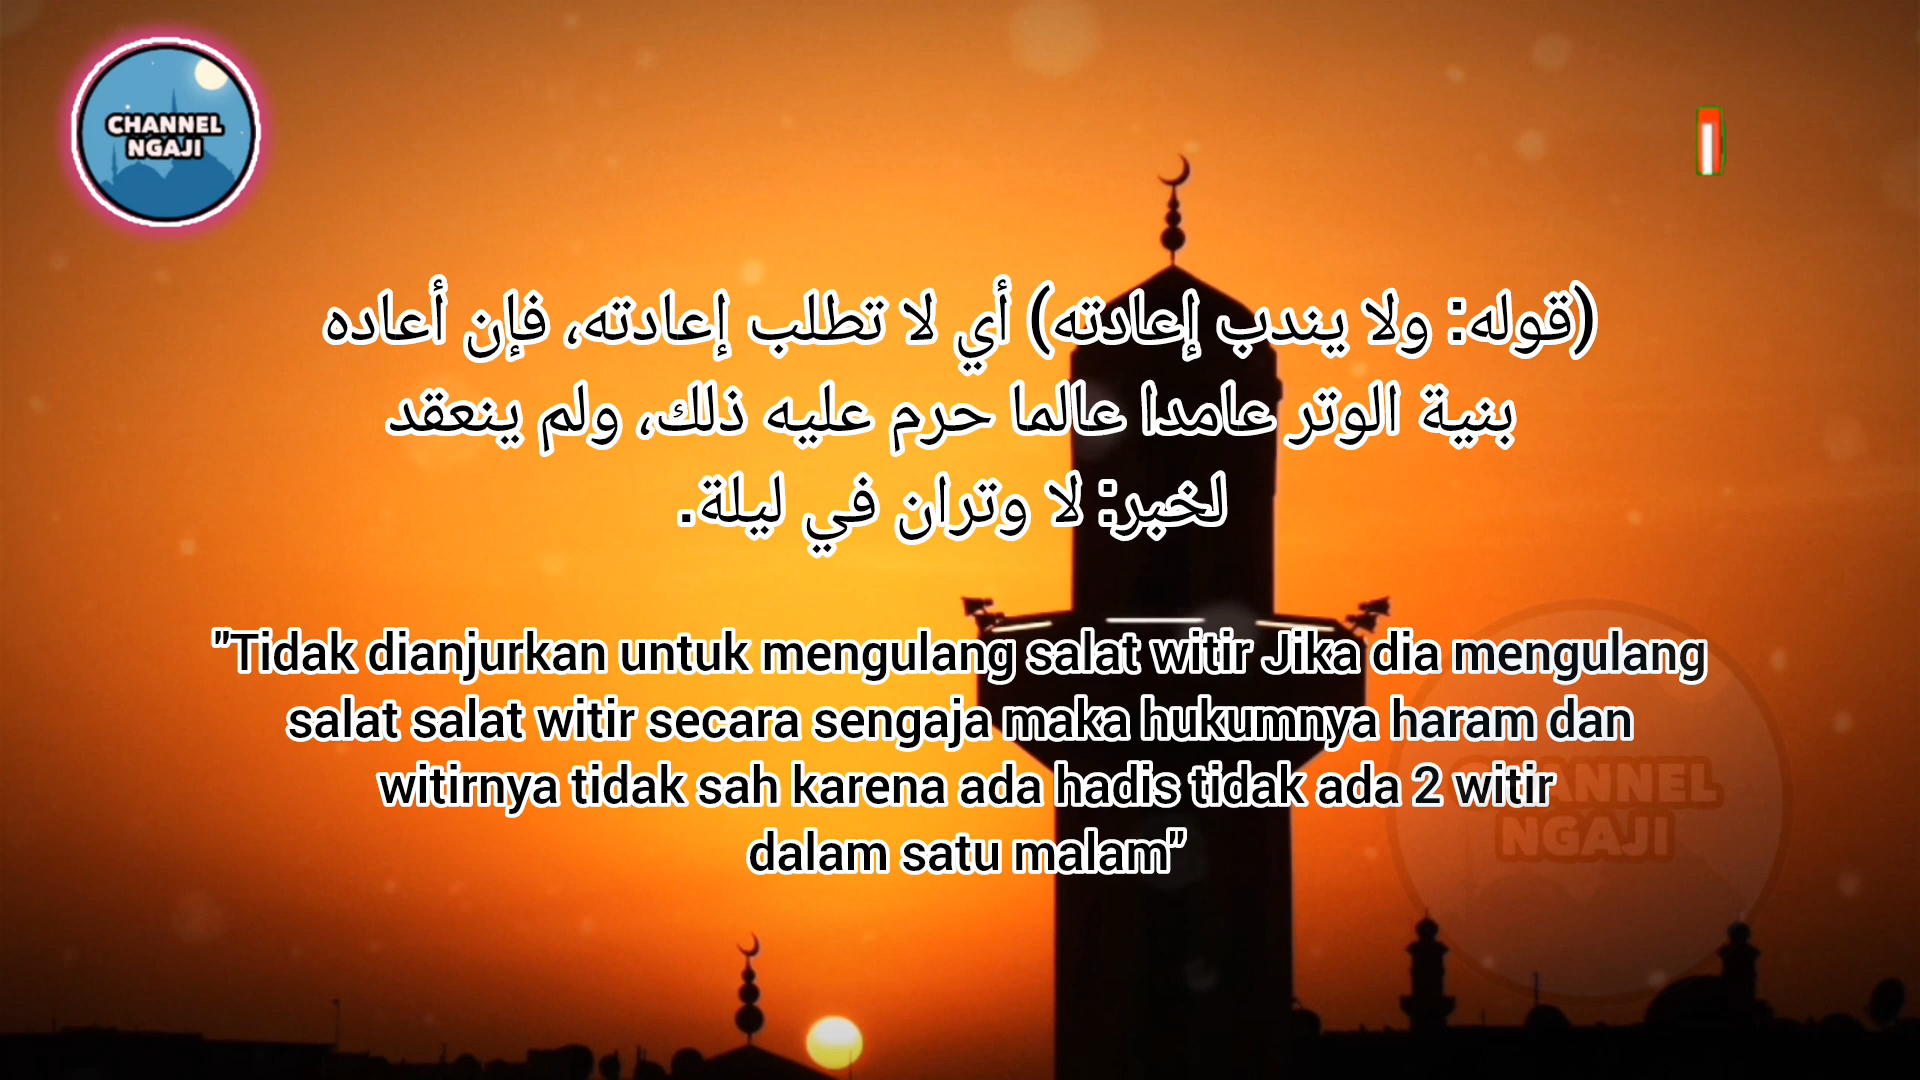 CHANNEL
NGAJI
(قوله: ولا يندب إعادته) أي لا تطلب إعادته، فإن أعاده
بنية الوتر عامدا عالما حرم عليه ذلك، ولم ينعقد
لخبر: لا وتران في ليلة.
"Tidak dianjurkan untuk mengulang salat witir Jika dia mengulang
salat salat witir secara sengaja maka hukumnya haram dan
witirnya tidak sah karena ada hadis tidak ada 2 witir
dalam satu malam"
CHANNEL
NGAJI